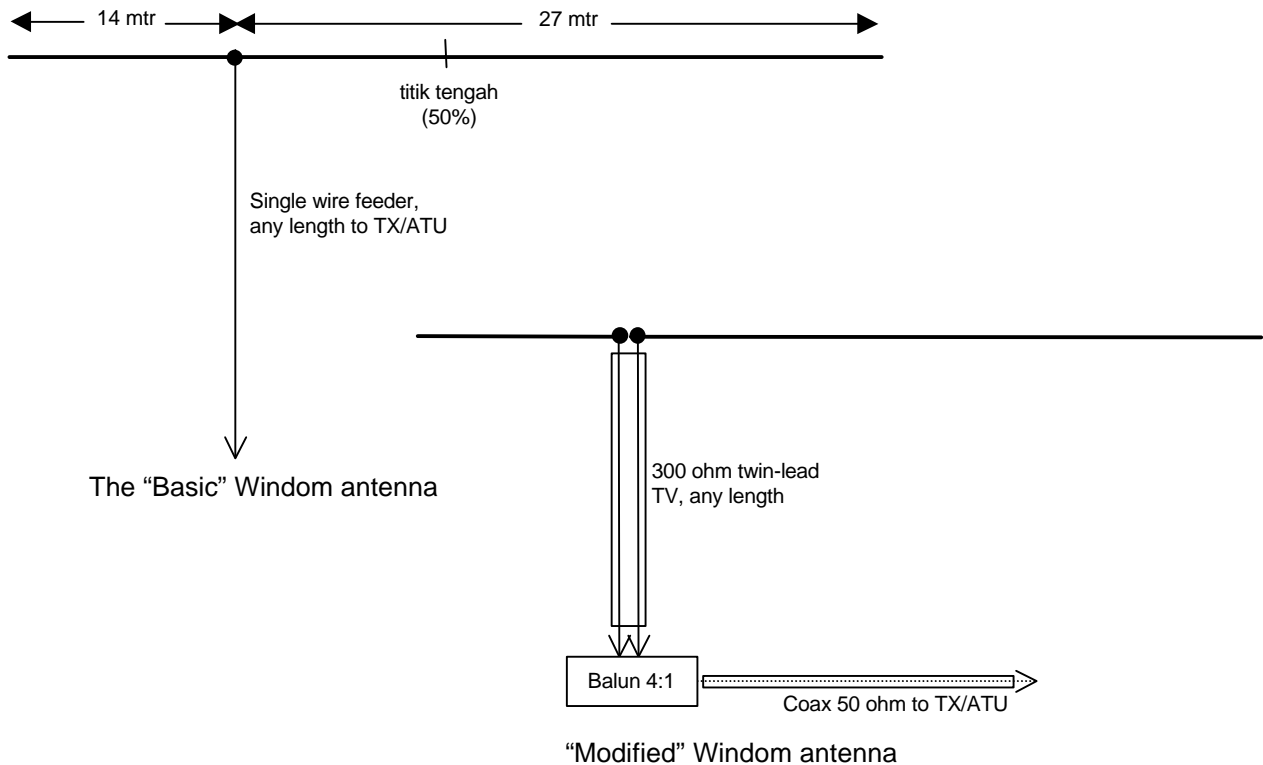 14 mtr
27 mtr
titik tengah
(50%)
Single wire feeder,
any length to TX/ATU
The “Basic” Windom antenna
300 ohm twin-lead
TV, any length
Balun 4:1
Coax 50 ohm to TX/ATU
“Modified” Windom antenna